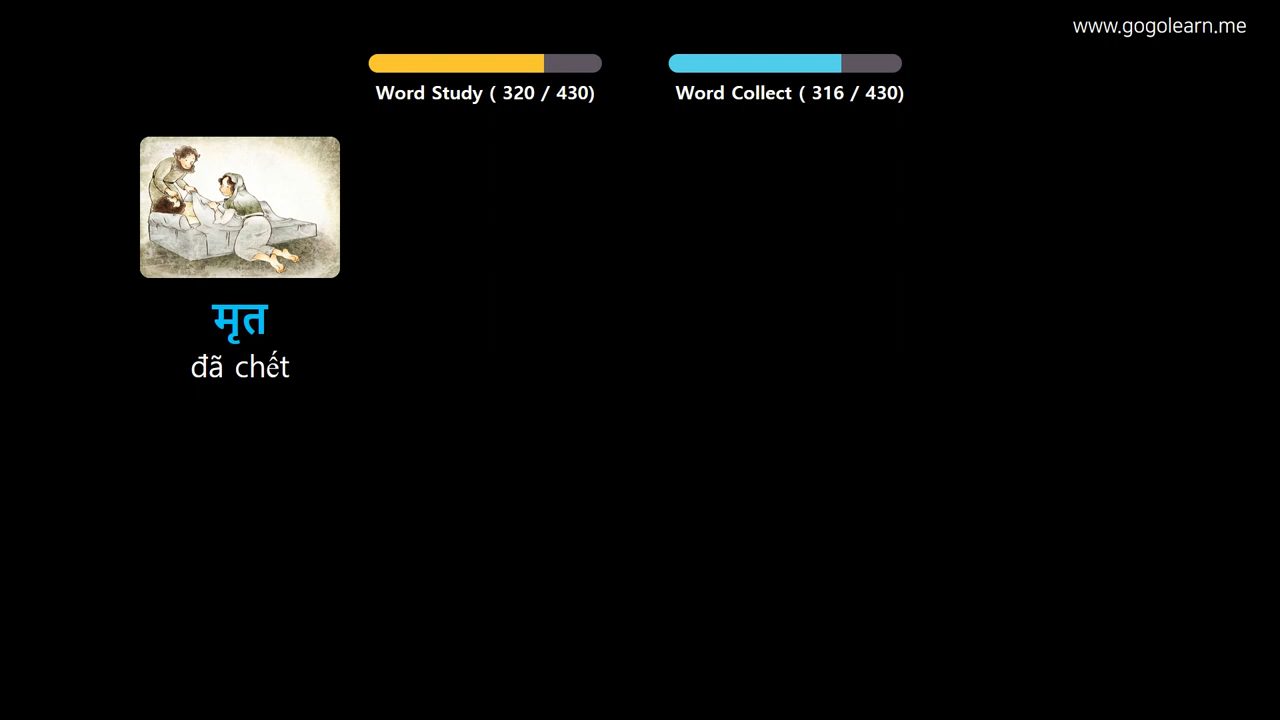 www.gogolearn.me
Word Study ( 320 / 430)
Word Collect ( 316 / 430)
मृत
đã chết